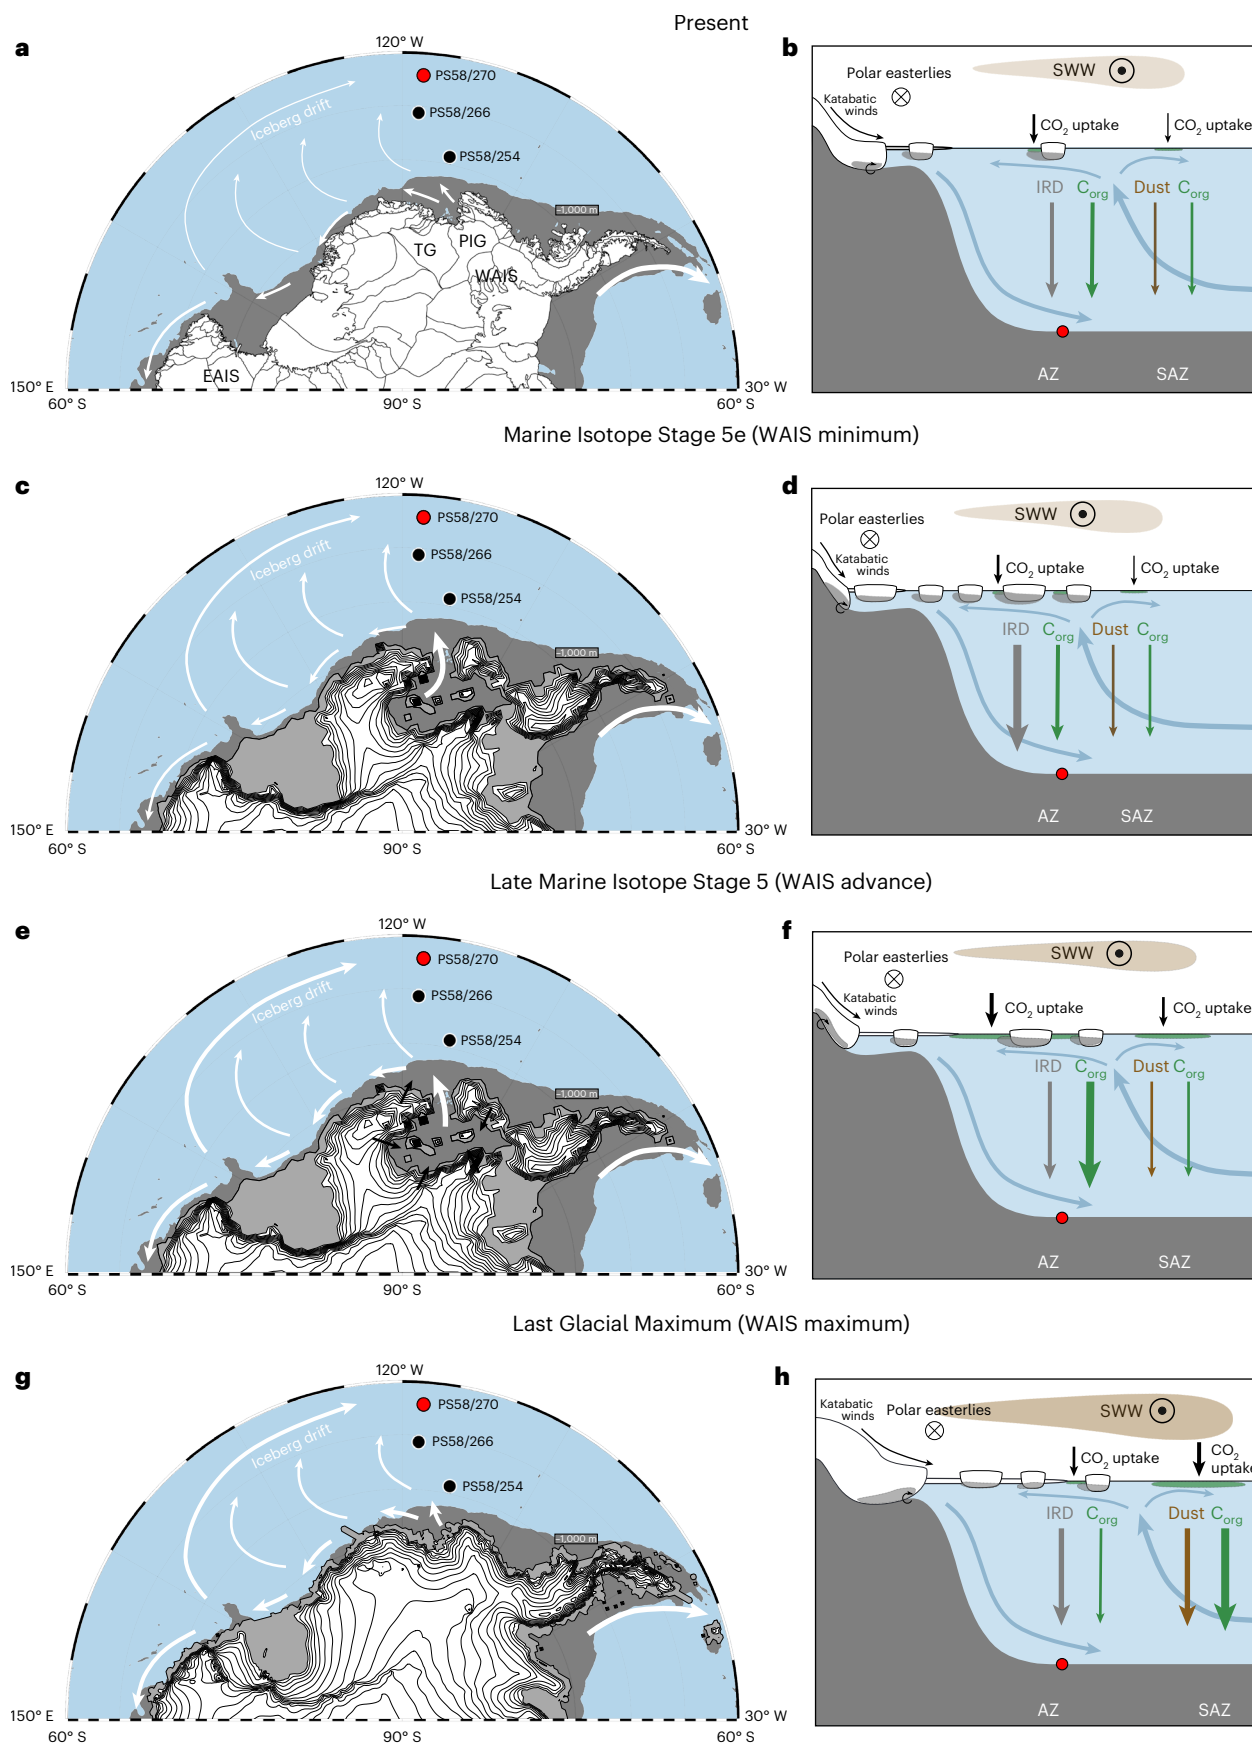 Present
a
120° W
PS58/270
PS58/266
PS58/254
Iceberg drift
–1,000 m
TG
PIG
WAIS
EAIS
150° E
60° S
90° S
30° W
60° S
b
SWW
Polar easterlies
Katabatic
winds
CO2 uptake
CO2 uptake
IRD
Corg
Dust
Corg
AZ
SAZ
Marine Isotope Stage 5e (WAIS minimum)
c
120° W
PS58/270
PS58/266
PS58/254
Iceberg drift
–1,000 m
150° E
60° S
90° S
30° W
60° S
d
SWW
Polar easterlies
Katabatic
winds
CO2 uptake
CO2 uptake
IRD
Corg
Dust
Corg
AZ
SAZ
Late Marine Isotope Stage 5 (WAIS advance)
e
120° W
PS58/270
PS58/266
PS58/254
Iceberg drift
–1,000 m
150° E
60° S
90° S
30° W
60° S
f
SWW
Polar easterlies
Katabatic
winds
CO2 uptake
CO2 uptake
IRD
Corg
Dust
Corg
AZ
SAZ
Last Glacial Maximum (WAIS maximum)
g
120° W
PS58/270
PS58/266
PS58/254
Iceberg drift
–1,000 m
150° E
60° S
90° S
30° W
60° S
h
Katabatic
winds
Polar easterlies
SWW
CO2 uptake
CO2
uptake
IRD
Corg
Dust
Corg
AZ
SAZ